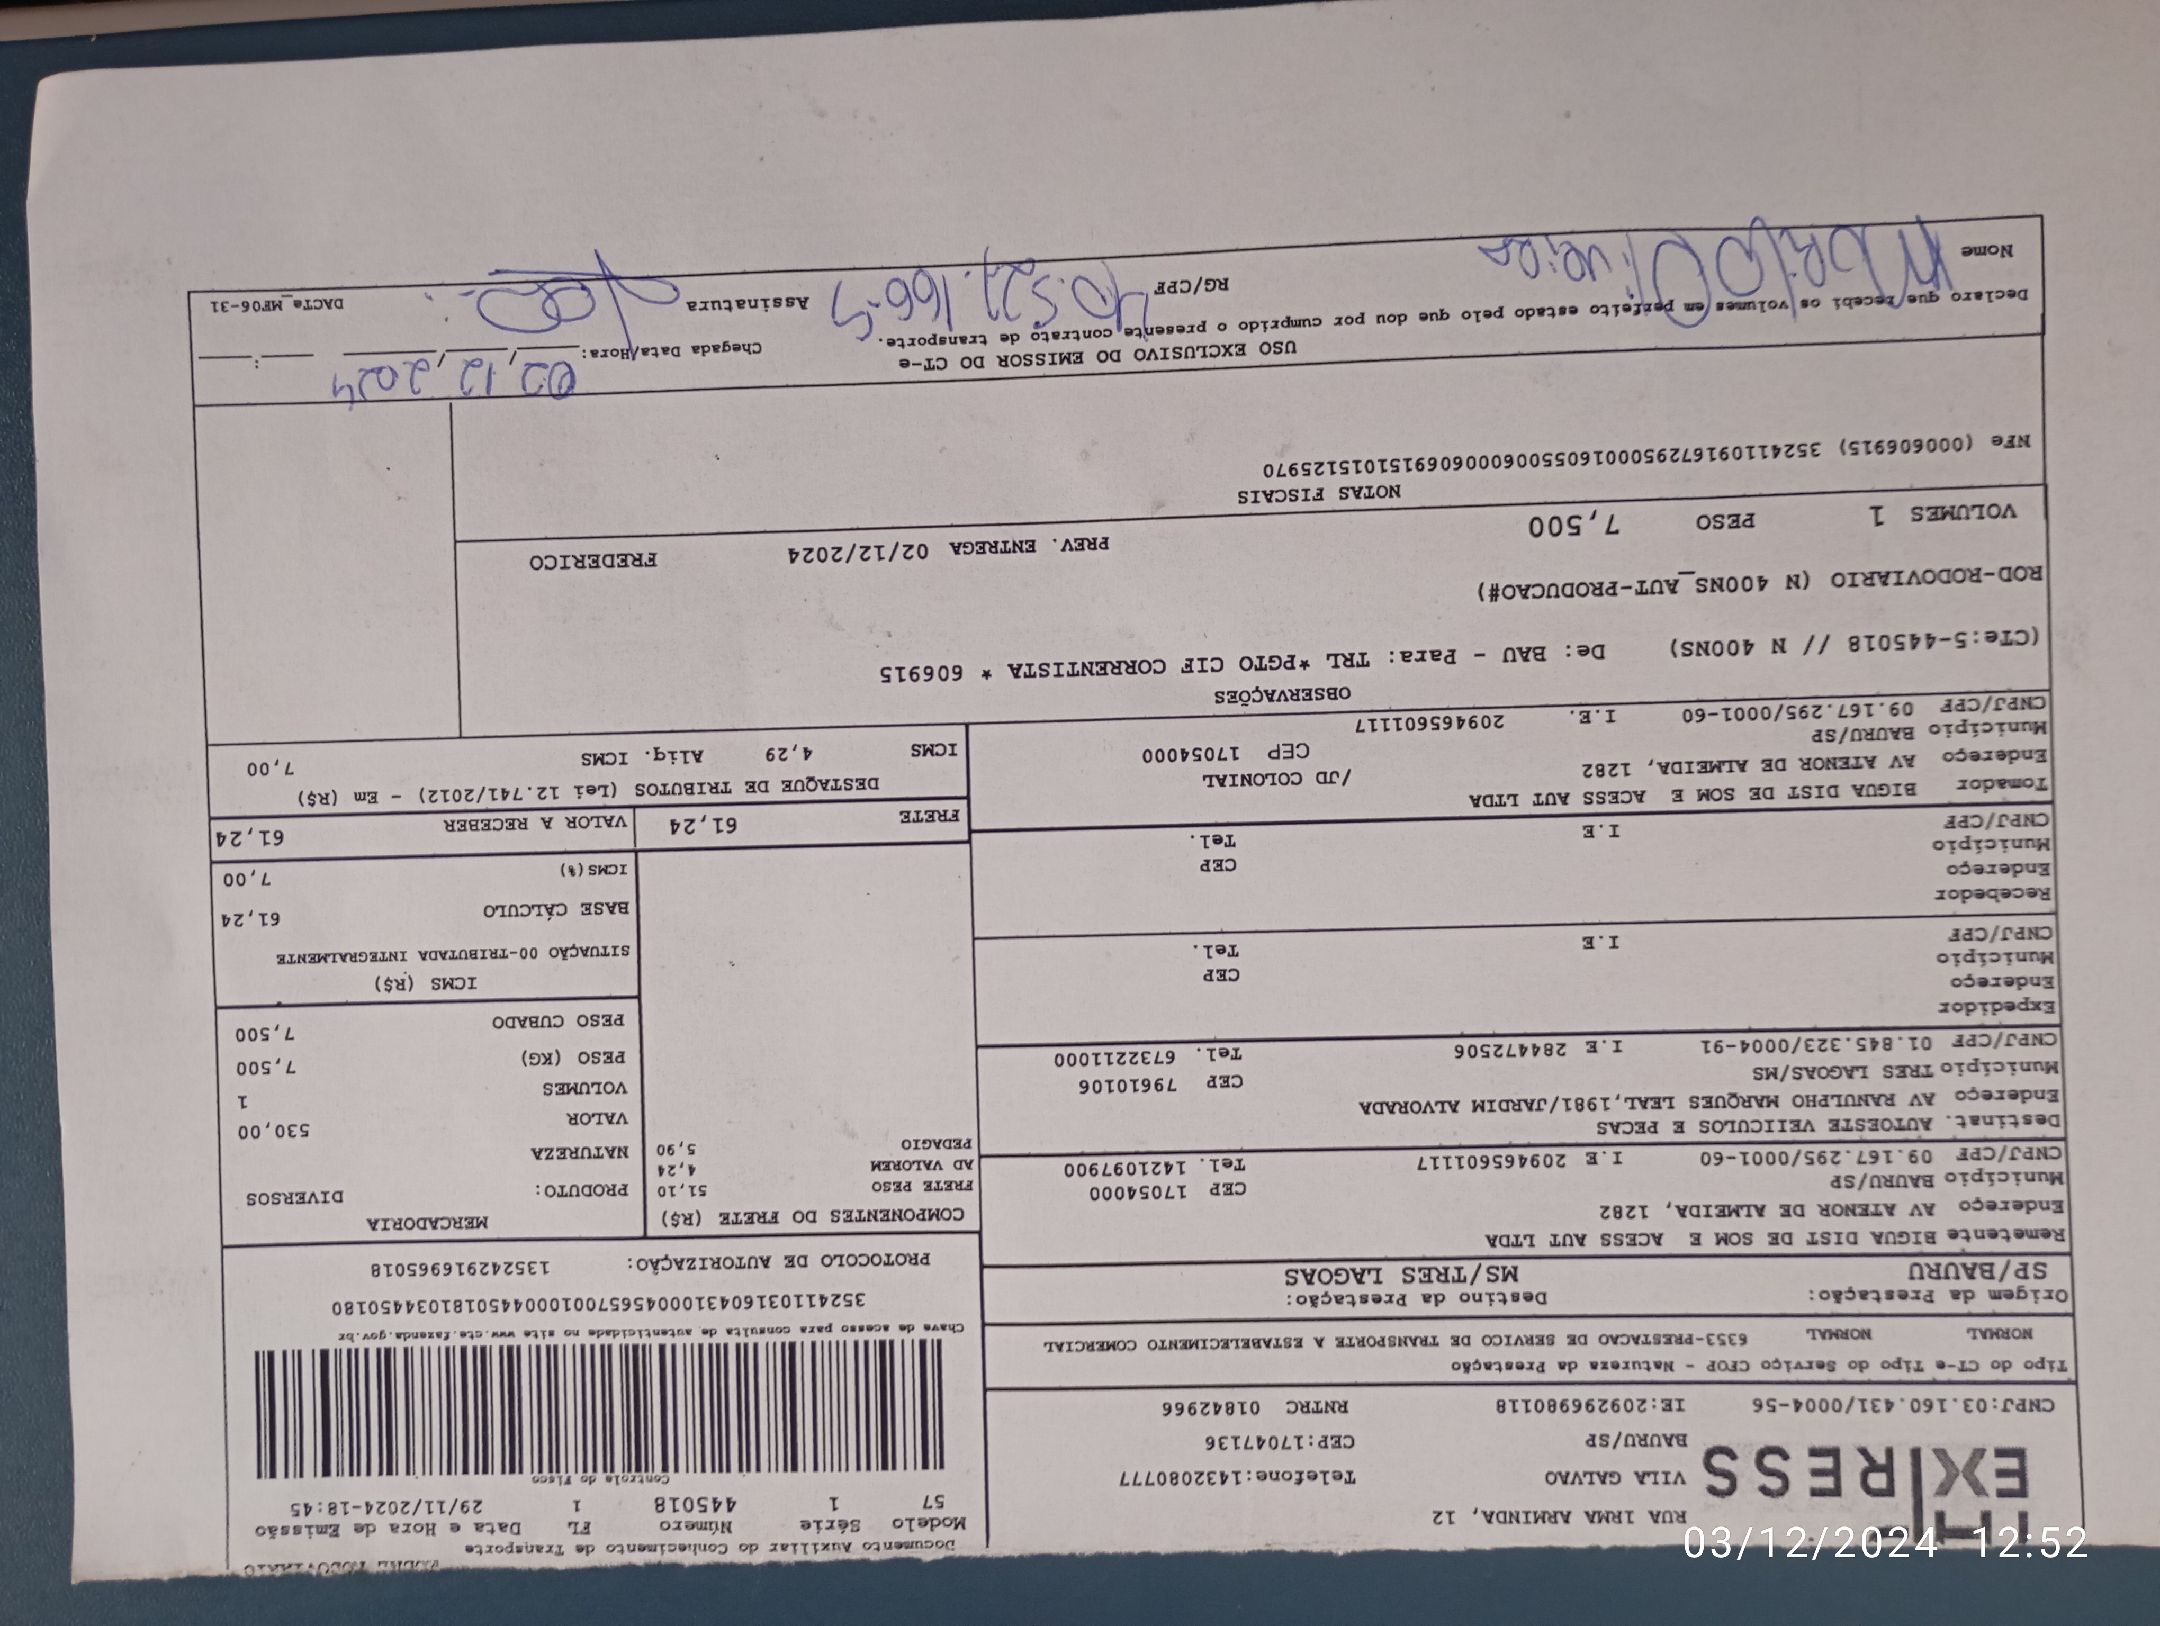 Documento Auxiliar do Conhecimento de Transporte
Modelo Série Número FL Data e Hora de Emissão
57 1 445018 1 29/11/2024-18:45
Controle do Fisco
EXPRESS
RUA IRMA ARMINDA, 12
VILA GALVAO Telefone:1432080777
BAURU/SP CEP:17047136
CNPJ:03.160.431/0004-56 IE:209296980118 RNTRC 01842966
Chave de acesso para consulta de autenticidade no site www.cte.fazenda.gov.br
35241103160431000456570010004450181034450180
PROTOCOLO DE AUTORIZAÇÃO: 135242916965018
Tipo do CT-e Tipo do Serviço CFOP - Natureza da Prestação
NORMAL NORMAL 6353-PRESTACAO DE SERVICO DE TRANSPORTE A ESTABELECIMENTO COMERCIAL
Origem da Prestação: Destino da Prestação:
SP/BAURU MS/TRES LAGOAS
Remetente BIGUA DIST DE SOM E ACESS AUT LTDA
Endereço AV ATENOR DE ALMEIDA, 1282
Município BAURU/SP CEP 17054000
CNPJ/CPF 09.167.295/0001-60 I.E 209465601117 Tel. 1421097900
Destinat. AUTOESTE VEIICULOS E PECAS
Endereço AV RANULPHO MARQUES LEAL,1981/JARDIM ALVORADA
Município TRES LAGOAS/MS CEP 79610106
CNPJ/CPF 01.845.323/0004-91 I.E 284472506 Tel. 6732211000
Expedidor
Endereço
Município CEP
CNPJ/CPF I.E Tel.
Recebedor
Endereço
Município CEP
CNPJ/CPF I.E Tel.
Tomador BIGUA DIST DE SOM E ACESS AUT LTDA
Endereço AV ATENOR DE ALMEIDA, 1282 /JD COLONIAL
Município BAURU/SP CEP 17054000
CNPJ/CPF 09.167.295/0001-60 I.E. 209465601117
COMPONENTES DO FRETE (R$)
FRETE PESO 51,10
AD VALOREM 4,24
PEDAGIO 5,90
MERCADORIA
PRODUTO: DIVERSOS
NATUREZA
VALOR 530,00
VOLUMES 1
PESO (KG) 7,500
PESO CUBADO 7,500
ICMS (R$)
SITUAÇÃO 00-TRIBUTADA INTEGRALMENTE
BASE CÁLCULO 61,24
ICMS(%) 7,00
FRETE 61,24 VALOR A RECEBER 61,24
DESTAQUE DE TRIBUTOS (Lei 12.741/2012) - Em (R$)
ICMS 4,29 Aliq. ICMS 7,00
OBSERVAÇÕES
(CTe:5-445018 // N 400NS) De: BAU - Para: TRL *PGTO CIF CORRENTISTA * 606915
ROD-RODOVIARIO (N 400NS_AUT-PRODUCAO#)
PREV. ENTREGA 02/12/2024 FREDERICO
VOLUMES 1 PESO 7,500
NOTAS FISCAIS
NFe (000606915) 35241109167295000160550060006069151015125970
USO EXCLUSIVO DO EMISSOR DO CT-e
Chegada Data/Hora: 02,12,2024
Declaro que recebi os volumes em perfeito estado pelo que dou por cumprido o presente contrato de transporte.
Nome Mario Oliveira RG/CPF 40.527.166-5 Assinatura
DACTe_MF06-31
03/12/2024 12:52